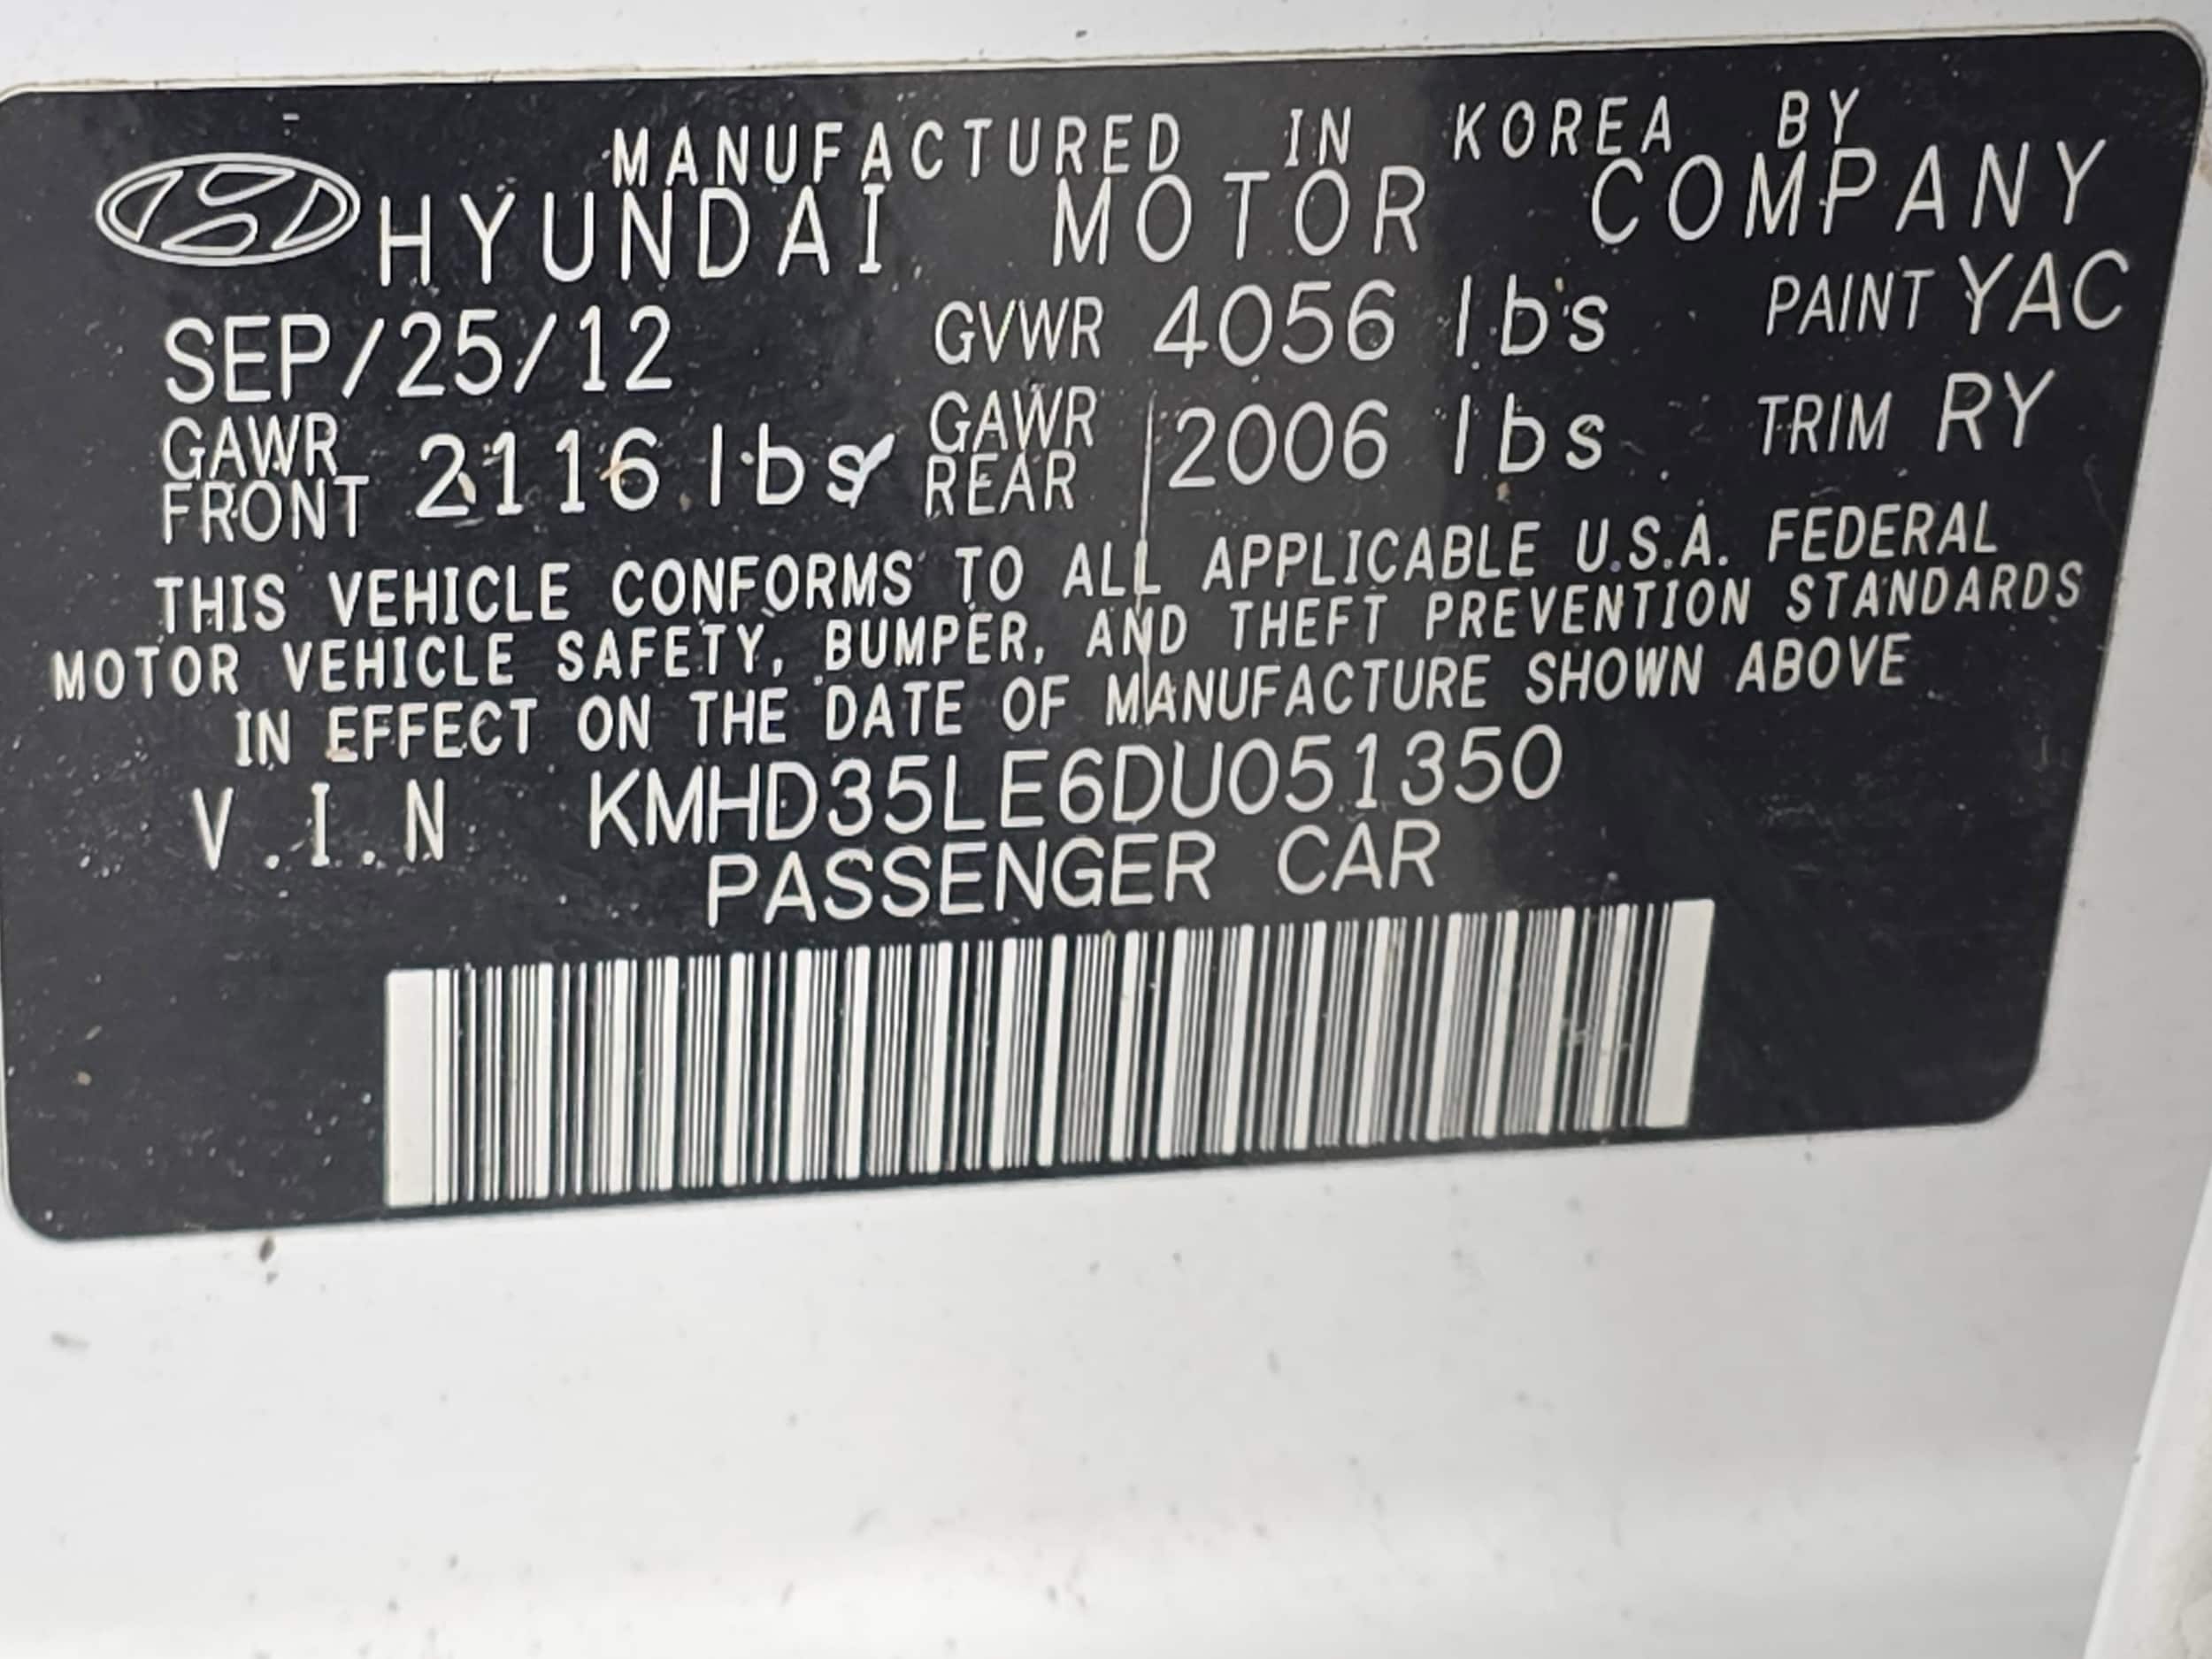 MANUFACTURED IN KOREA BY
HYUNDAI MOTOR COMPANY
SEP/25/12 GVWR 4056 lbs PAINT YAC
GAWR FRONT 2116 lbs GAWR REAR 2006 lbs TRIM RY
THIS VEHICLE CONFORMS TO ALL APPLICABLE U.S.A. FEDERAL
MOTOR VEHICLE SAFETY, BUMPER, AND THEFT PREVENTION STANDARDS
IN EFFECT ON THE DATE OF MANUFACTURE SHOWN ABOVE
V.I.N KMHD35LE6DU051350
PASSENGER CAR